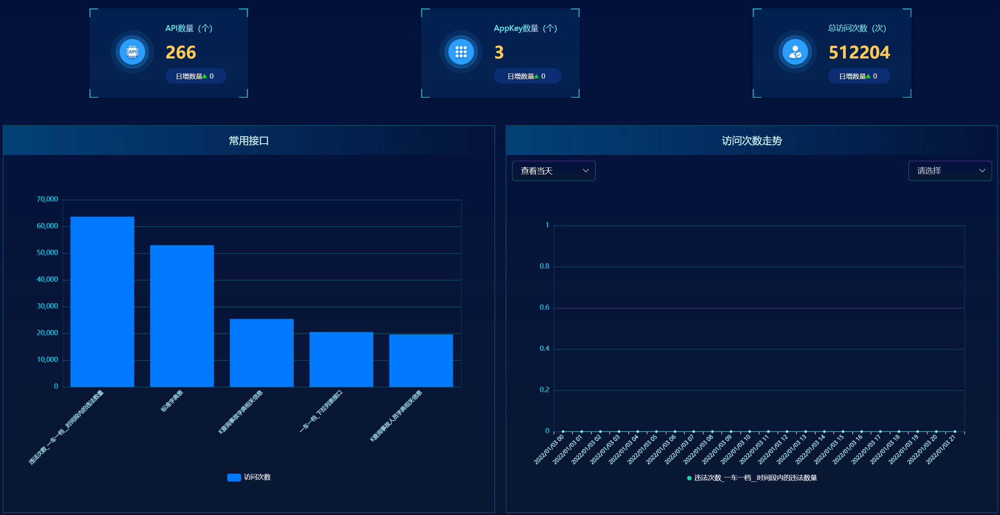 API数量（个）
266
日增数量▲ 0
AppKey数量（个）
3
日增数量▲ 0
总访问次数（次）
512204
日增数量▲ 0
常用接口
70,000
60,000
50,000
40,000
30,000
20,000
10,000
0
违法次数_一车一档__时间段内的违法数量
标准字典表
K查询事故字典相关信息
一车一档_下拉列表接口
K查询事故人员字典相关信息
访问次数
访问次数走势
查看当天
请选择
1
0.8
0.6
0.4
0.2
0
2022/01/03 00
2022/01/03 01
2022/01/03 02
2022/01/03 03
2022/01/03 04
2022/01/03 05
2022/01/03 06
2022/01/03 07
2022/01/03 08
2022/01/03 09
2022/01/03 10
2022/01/03 11
2022/01/03 12
2022/01/03 13
2022/01/03 14
2022/01/03 15
2022/01/03 16
2022/01/03 17
2022/01/03 18
2022/01/03 19
2022/01/03 20
2022/01/03 21
违法次数_一车一档__时间段内的违法数量